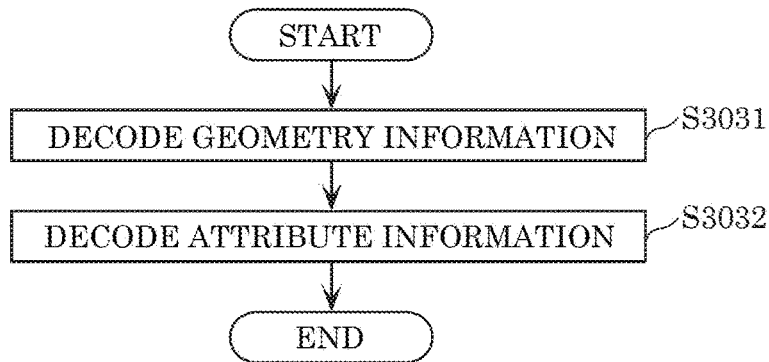 START
DECODE GEOMETRY INFORMATION
S3031
DECODE ATTRIBUTE INFORMATION
S3032
END